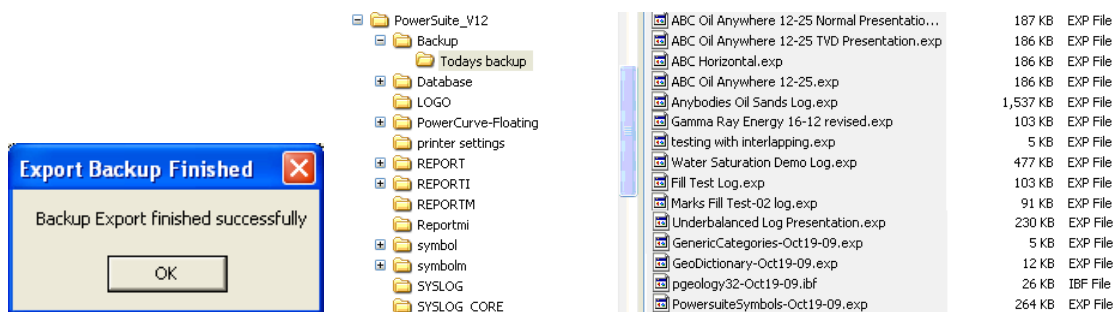 Export Backup Finished
Backup Export finished successfully
OK
PowerSuite_V12
Backup
Todays backup
Database
LOGO
PowerCurve-Floating
printer settings
REPORT
REPORTI
REPORTM
Reportmi
symbol
symbolm
SYSLOG
SYSLOG_CORE
ABC Oil Anywhere 12-25 Normal Presentatio... 187 KB EXP File
ABC Oil Anywhere 12-25 TVD Presentation.exp 186 KB EXP File
ABC Horizontal.exp 186 KB EXP File
ABC Oil Anywhere 12-25.exp 186 KB EXP File
Anybodies Oil Sands Log.exp 1,537 KB EXP File
Gamma Ray Energy 16-12 revised.exp 103 KB EXP File
testing with interlapping.exp 5 KB EXP File
Water Saturation Demo Log.exp 477 KB EXP File
Fill Test Log.exp 103 KB EXP File
Marks Fill Test-02 log.exp 91 KB EXP File
Underbalanced Log Presentation.exp 230 KB EXP File
GenericCategories-Oct19-09.exp 5 KB EXP File
GeoDictionary-Oct19-09.exp 12 KB EXP File
pgeology32-Oct19-09.ibf 26 KB IBF File
PowersuiteSymbols-Oct19-09.exp 264 KB EXP File